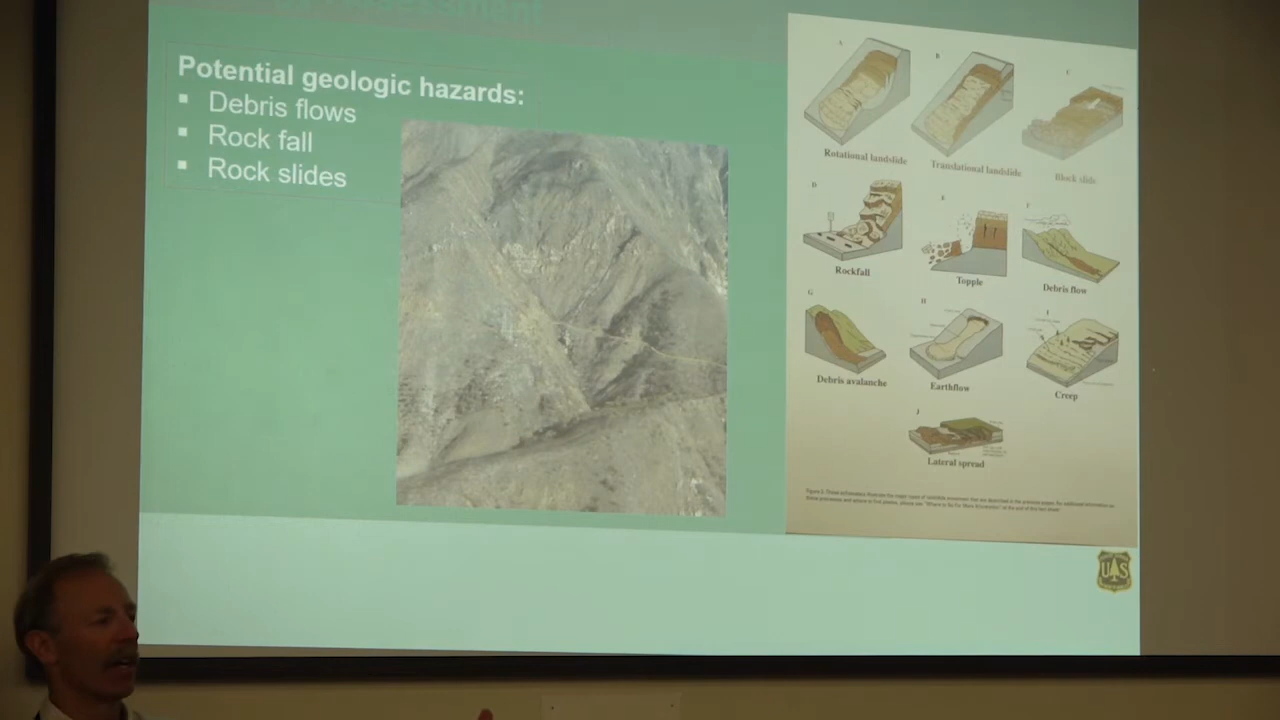 Assessment
Potential geologic hazards:
▪ Debris flows
▪ Rock fall
▪ Rock slides
A
B
Rotational landslide
Translational landslide
Block slide
D
E
F
Rockfall
Topple
Debris flow
G
H
I
Debris avalanche
Earthflow
Creep
J
Lateral spread
U S